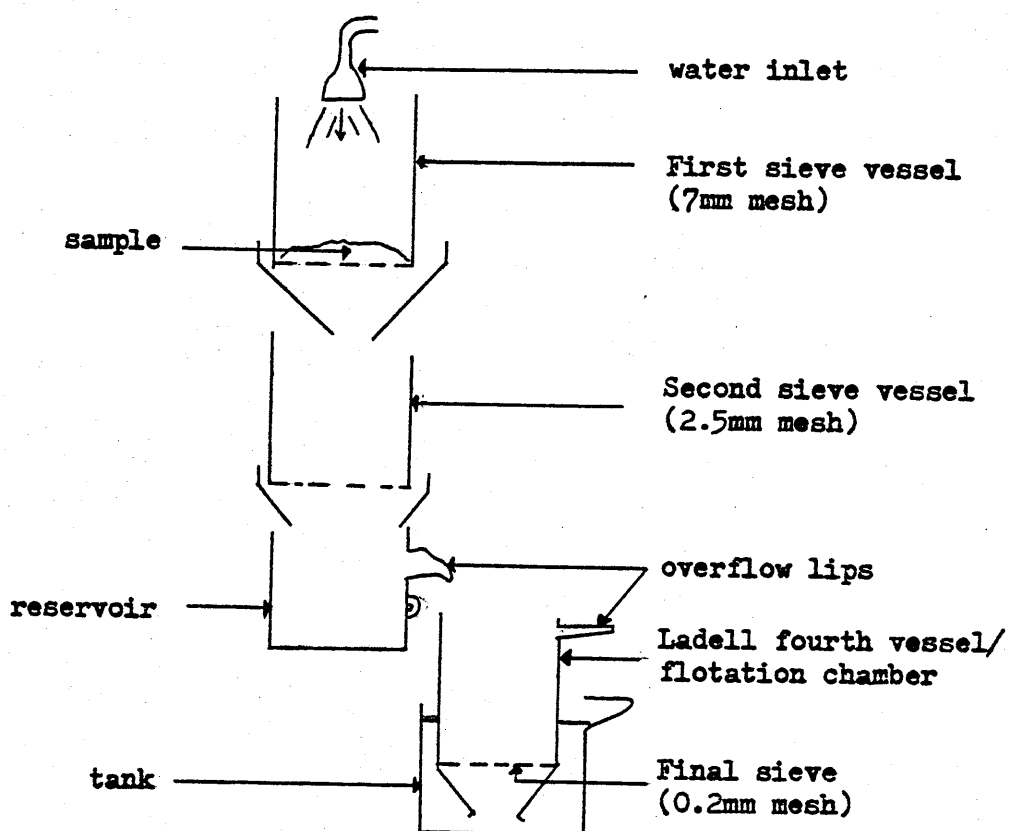 water inlet
First sieve vessel
(7mm mesh)
sample
Second sieve vessel
(2.5mm mesh)
overflow lips
reservoir
Ladell fourth vessel/
flotation chamber
tank
Final sieve
(0.2mm mesh)